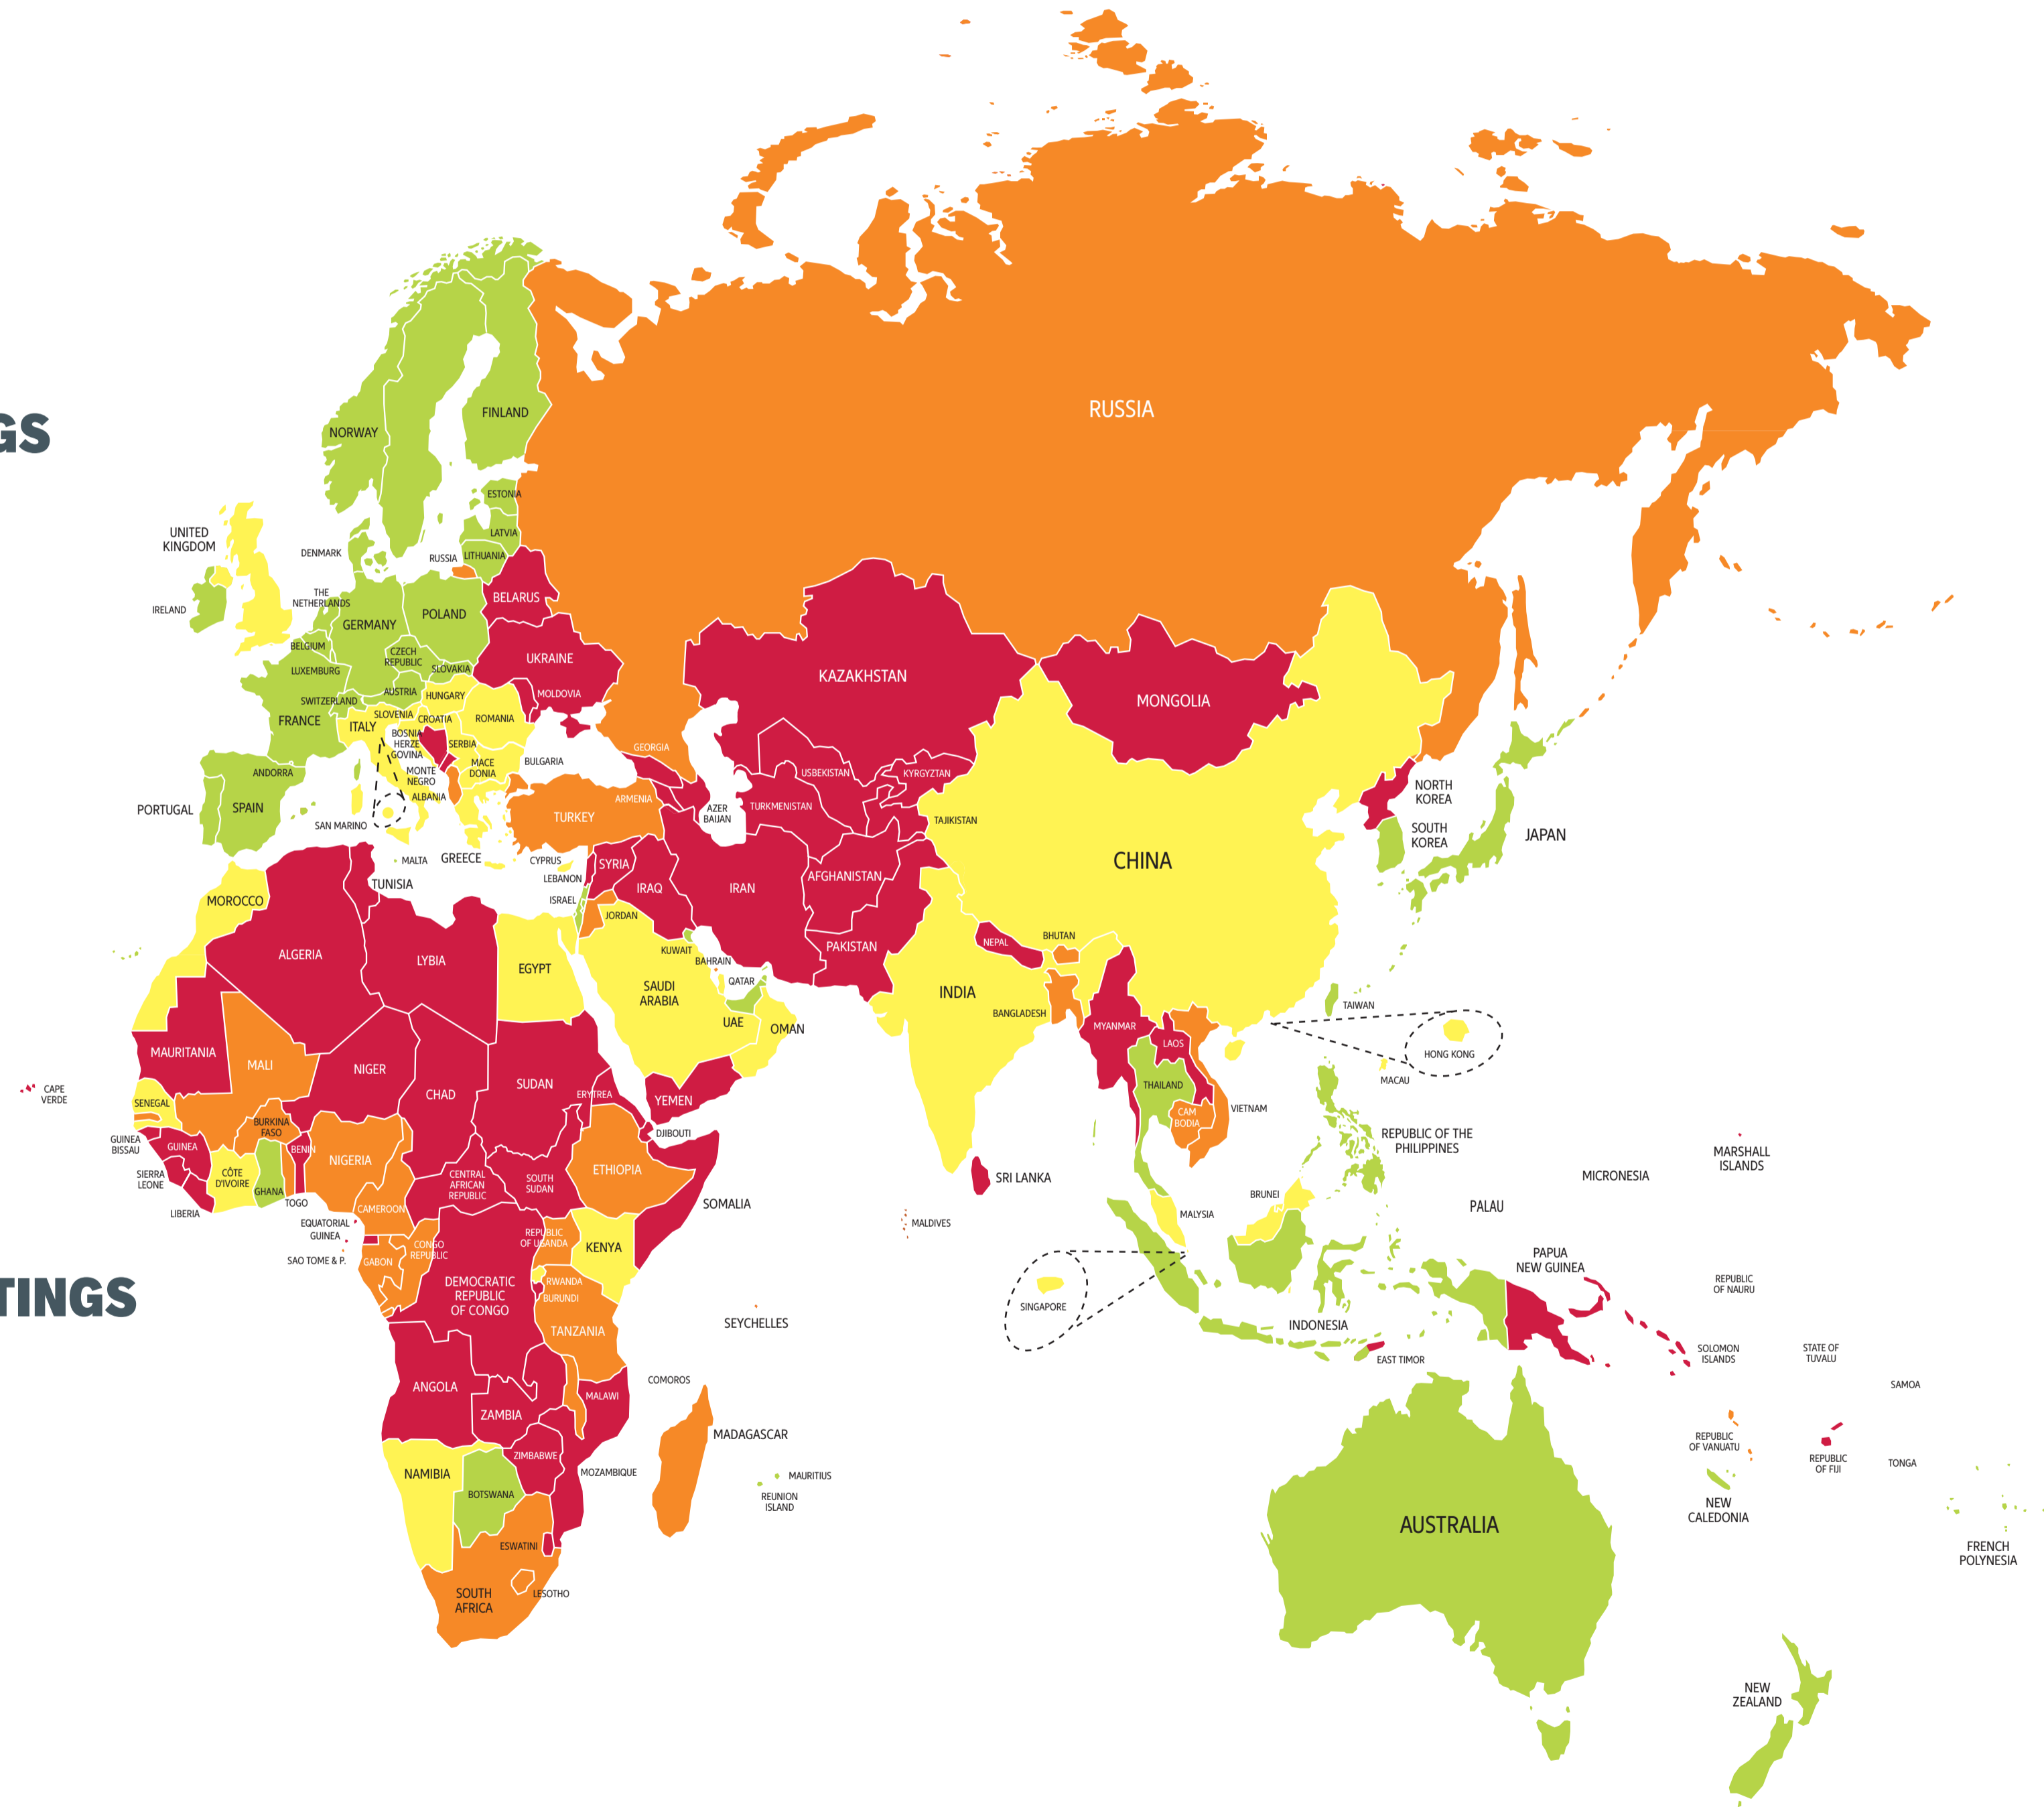 GS
TINGS
RUSSIA
NORWAY
FINLAND
ESTONIA
LATVIA
LITHUANIA
RUSSIA
UNITED
KINGDOM
DENMARK
IRELAND
THE
NETHERLANDS
BELARUS
POLAND
GERMANY
BELGIUM
LUXEMBURG
CZECH
REPUBLIC
SLOVAKIA
UKRAINE
MOLDOVIA
SWITZERLAND
AUSTRIA
HUNGARY
FRANCE
ITALY
SLOVENIA
CROATIA
ROMANIA
BOSNIA
HERZE
GOVINA
SERBIA
MACE
DONIA
BULGARIA
MONTE
NEGRO
ALBANIA
ANDORRA
PORTUGAL
SPAIN
SAN MARINO
MALTA
GREECE
CYPRUS
TURKEY
GEORGIA
ARMENIA
AZER
BAIJAN
KAZAKHSTAN
MONGOLIA
USBEKISTAN
KYRGYZTAN
TURKMENISTAN
TAJIKISTAN
CHINA
NORTH
KOREA
SOUTH
KOREA
JAPAN
LEBANON
SYRIA
ISRAEL
IRAQ
IRAN
AFGHANISTAN
JORDAN
KUWAIT
BAHRAIN
QATAR
PAKISTAN
SAUDI
ARABIA
UAE
OMAN
YEMEN
NEPAL
BHUTAN
INDIA
BANGLADESH
MYANMAR
LAOS
THAILAND
CAM
BODIA
VIETNAM
TAIWAN
HONG KONG
MACAU
REPUBLIC OF THE
PHILIPPINES
SRI LANKA
MALDIVES
BRUNEI
MALYSIA
SINGAPORE
INDONESIA
EAST TIMOR
MOROCCO
TUNISIA
ALGERIA
LYBIA
EGYPT
MAURITANIA
MALI
NIGER
CHAD
SUDAN
ERYTREA
DJIBOUTI
CAPE
VERDE
SENEGAL
GUINEA
BISSAU
GUINEA
SIERRA
LEONE
LIBERIA
CÔTE
D'IVOIRE
BURKINA
FASO
GHANA
TOGO
BENIN
NIGERIA
CAMEROON
CENTRAL
AFRICAN
REPUBLIC
SOUTH
SUDAN
ETHIOPIA
SOMALIA
EQUATORIAL
GUINEA
SAO TOME & P.
GABON
CONGO
REPUBLIC
REPUBLIC
OF UGANDA
KENYA
RWANDA
BURUNDI
DEMOCRATIC
REPUBLIC
OF CONGO
TANZANIA
SEYCHELLES
ANGOLA
ZAMBIA
MALAWI
COMOROS
MADAGASCAR
ZIMBABWE
MOZAMBIQUE
NAMIBIA
BOTSWANA
MAURITIUS
REUNION
ISLAND
ESWATINI
LESOTHO
SOUTH
AFRICA
MARSHALL
ISLANDS
MICRONESIA
PALAU
PAPUA
NEW GUINEA
REPUBLIC
OF NAURU
SOLOMON
ISLANDS
STATE OF
TUVALU
SAMOA
REPUBLIC
OF VANUATU
REPUBLIC
OF FIJI
TONGA
NEW
CALEDONIA
FRENCH
POLYNESIA
AUSTRALIA
NEW
ZEALAND